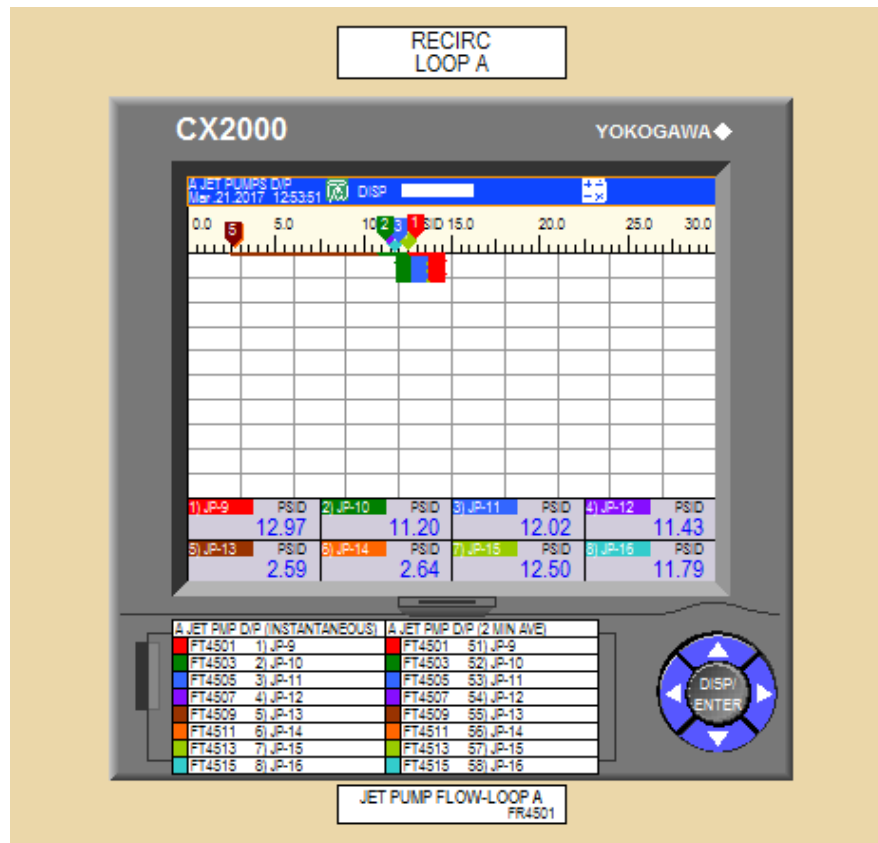 RECIRC
LOOP A
CX2000
YOKOGAWA
A JET PUMPS D/P
Mar .21.2017 12:53:51 DISP
0.0 5 5.0 10 2 3 1 SID 15.0 20.0 25.0 30.0
1) JP-9 PSID 2) JP-10 PSID 3) JP-11 PSID 4) JP-12 PSID
12.97 11.20 12.02 11.43
5) JP-13 PSID 6) JP-14 PSID 7) JP-15 PSID 8) JP-16 PSID
2.59 2.64 12.50 11.79
A JET PMP D/P (INSTANTANEOUS) A JET PMP D/P (2 MIN AVE)
FT4501 1) JP-9 FT4501 51) JP-9
FT4503 2) JP-10 FT4503 52) JP-10
FT4505 3) JP-11 FT4505 53) JP-11
FT4507 4) JP-12 FT4507 54) JP-12
FT4509 5) JP-13 FT4509 55) JP-13
FT4511 6) JP-14 FT4511 56) JP-14
FT4513 7) JP-15 FT4513 57) JP-15
FT4515 8) JP-16 FT4515 58) JP-16
DISP/
ENTER
JET PUMP FLOW-LOOP A
FR4501